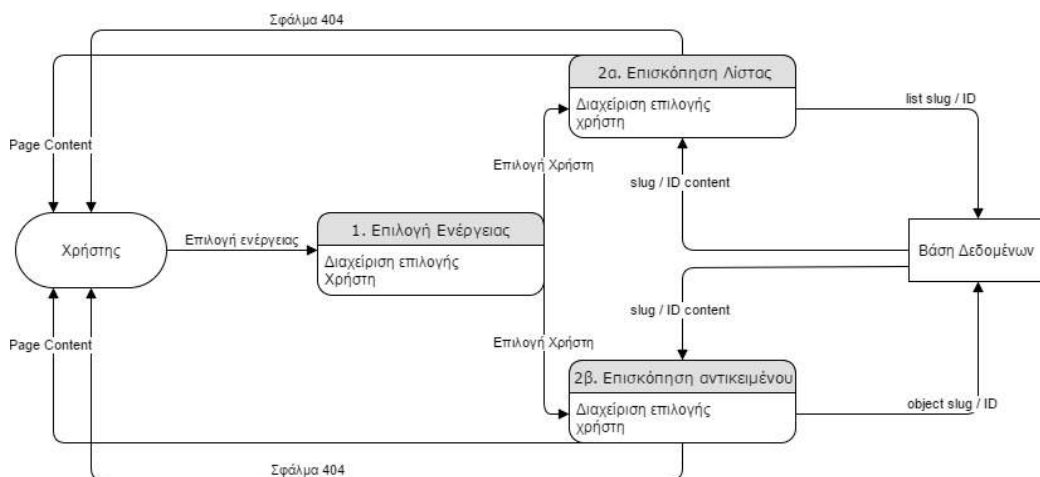 Σφάλμα 404
2α. Επισκόπηση Λίστας
Διαχείριση επιλογής
χρήστη
list slug / ID
Page Content
Επιλογή Χρήστη
slug / ID content
Χρήστης
Επιλογή ενέργειας
1. Επιλογή Ενέργειας
Διαχείριση επιλογής
Χρήστη
Βάση Δεδομένων
slug / ID content
Page Content
Επιλογή Χρήστη
2β. Επισκόπηση αντικειμένου
Διαχείριση επιλογής
χρήστη
object slug / ID
Σφάλμα 404